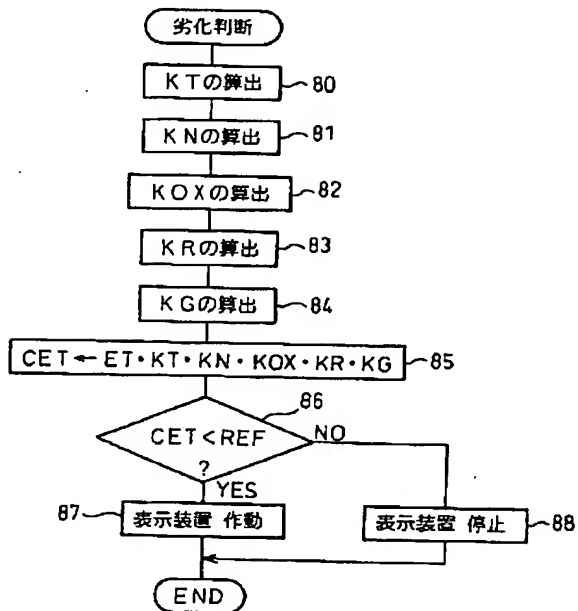 劣化判断
KTの算出 80
KNの算出 81
KOXの算出 82
KRの算出 83
KGの算出 84
CET←ET・KT・KN・KOX・KR・KG 85
86
CET<REF
?
NO
YES
87 表示装置 作動
表示装置 停止 88
END